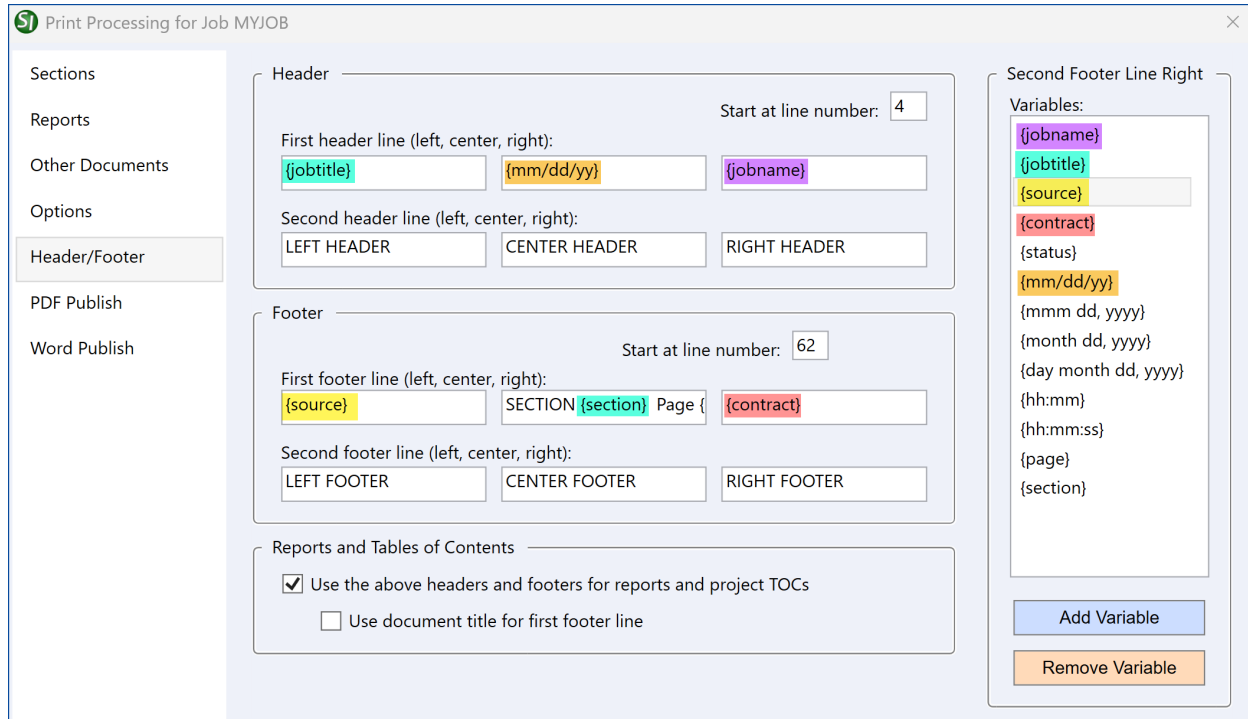 SI Print Processing for Job MYJOB
Sections
Reports
Other Documents
Options
Header/Footer
PDF Publish
Word Publish
Header
Start at line number: 4
First header line (left, center, right):
{jobtitle} {mm/dd/yy} {jobname}
Second header line (left, center, right):
LEFT HEADER CENTER HEADER RIGHT HEADER
Footer
Start at line number: 62
First footer line (left, center, right):
{source} SECTION {section} Page { {contract}
Second footer line (left, center, right):
LEFT FOOTER CENTER FOOTER RIGHT FOOTER
Reports and Tables of Contents
Use the above headers and footers for reports and project TOCs
Use document title for first footer line
Second Footer Line Right
Variables:
{jobname}
{jobtitle}
{source}
{contract}
{status}
{mm/dd/yy}
{mmm dd, yyyy}
{month dd, yyyy}
{day month dd, yyyy}
{hh:mm}
{hh:mm:ss}
{page}
{section}
Add Variable
Remove Variable